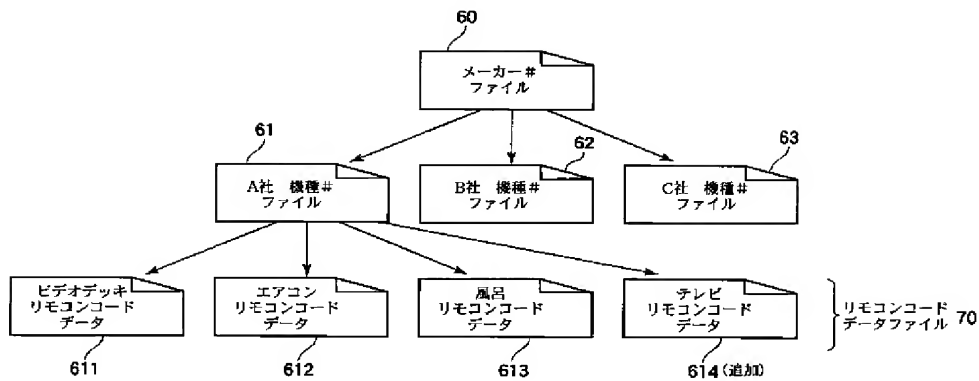 60
メーカー#
ファイル
61
62
63
A社 機種#
ファイル
B社 機種#
ファイル
C社 機種#
ファイル
ビデオデッキ
リモコンコード
データ
エアコン
リモコンコード
データ
風呂
リモコンコード
データ
テレビ
リモコンコード
データ
リモコンコード
データファイル 70
611
612
613
614(追加)